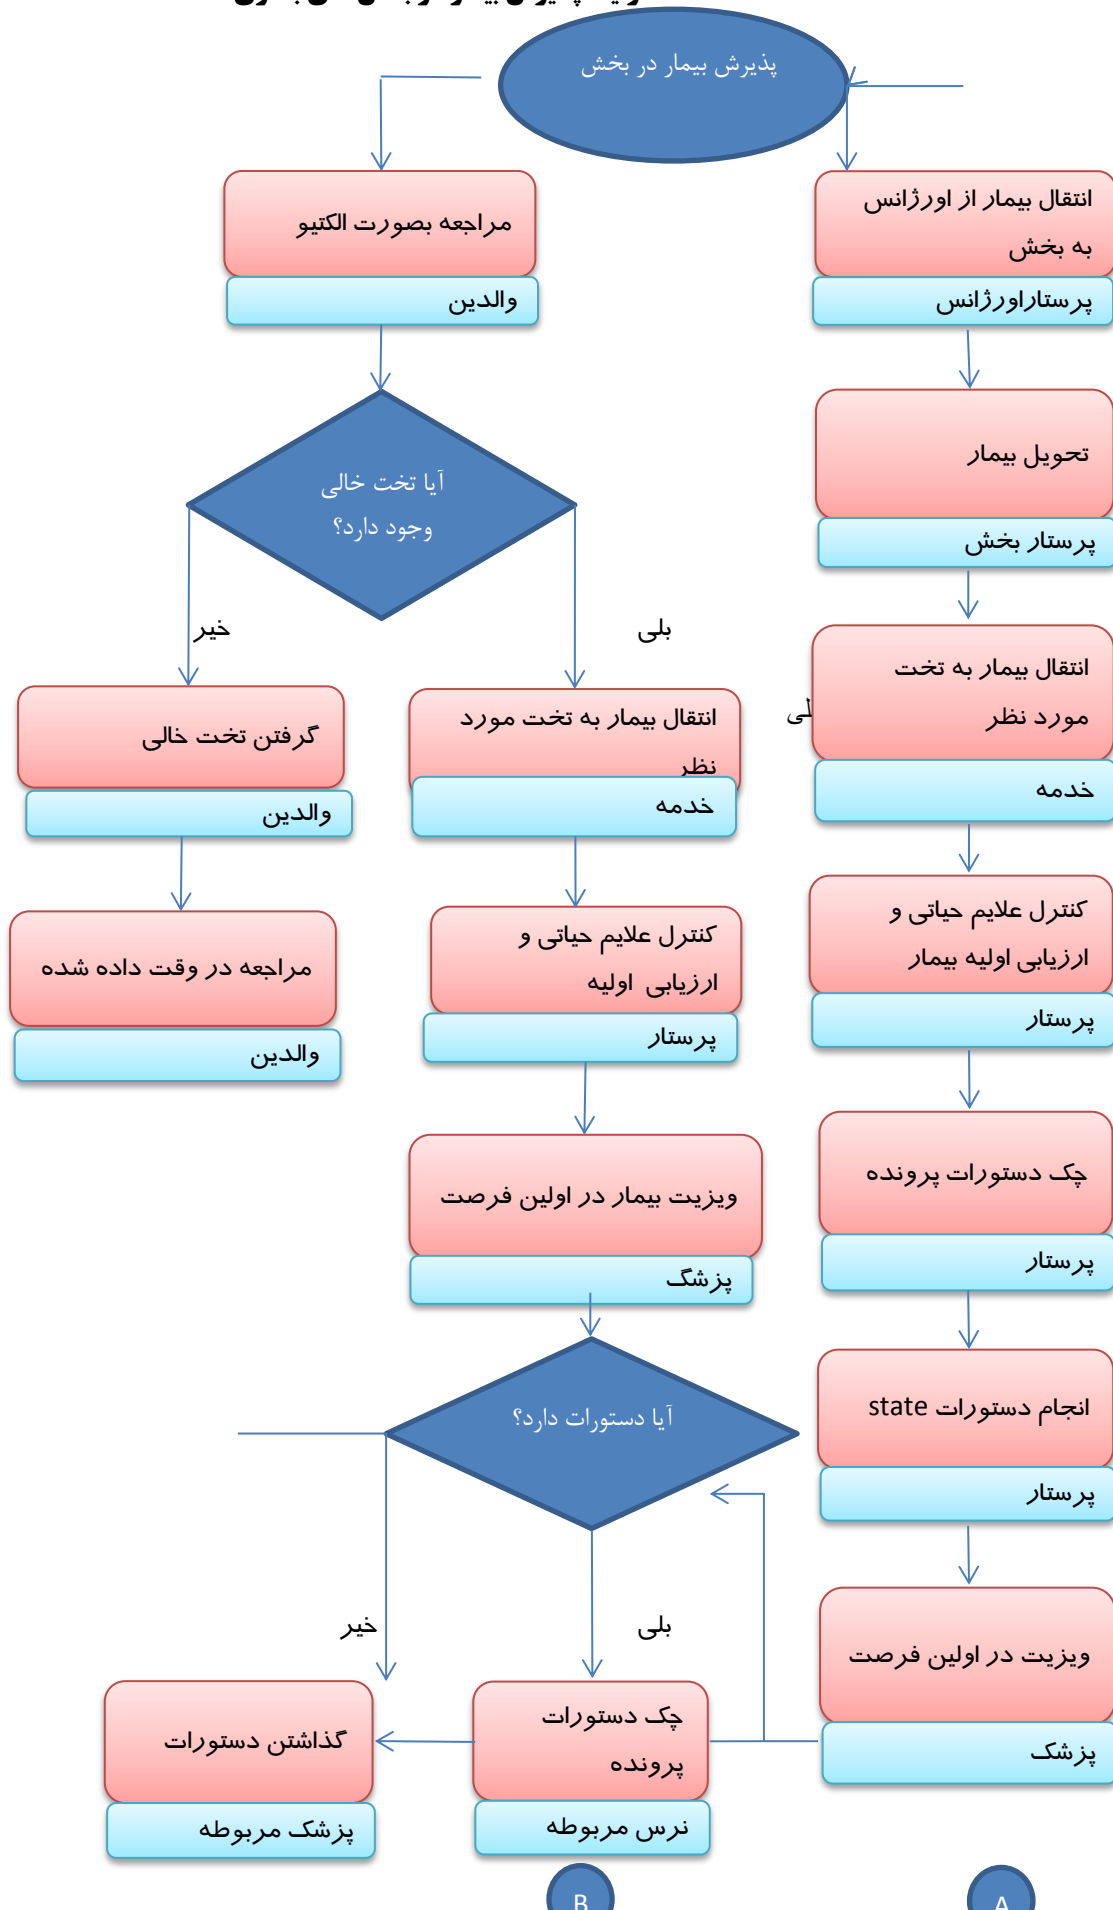 پذیرش بیمار در بخش
انتقال بیمار از اورژانس
به بخش
پرستاراورژانس
تحویل بیمار
پرستار بخش
انتقال بیمار به تخت
مورد نظر
خدمه
کنترل علایم حیاتی و
ارزیابی اولیه بیمار
پرستار
چک دستورات پرونده
پرستار
انجام دستورات state
پرستار
ویزیت در اولین فرصت
پزشک
A
مراجعه بصورت الکتیو
والدین
آیا تخت خالی
وجود دارد؟
بلی
خیر
انتقال بیمار به تخت مورد
نظر
خدمه
کنترل علایم حیاتی و
ارزیابی اولیه
پرستار
ویزیت بیمار در اولین فرصت
پزشگ
آیا دستورات دارد؟
بلی
خیر
چک دستورات
پرونده
نرس مربوطه
B
گذاشتن دستورات
پزشک مربوطه
گرفتن تخت خالی
والدین
مراجعه در وقت داده شده
والدین